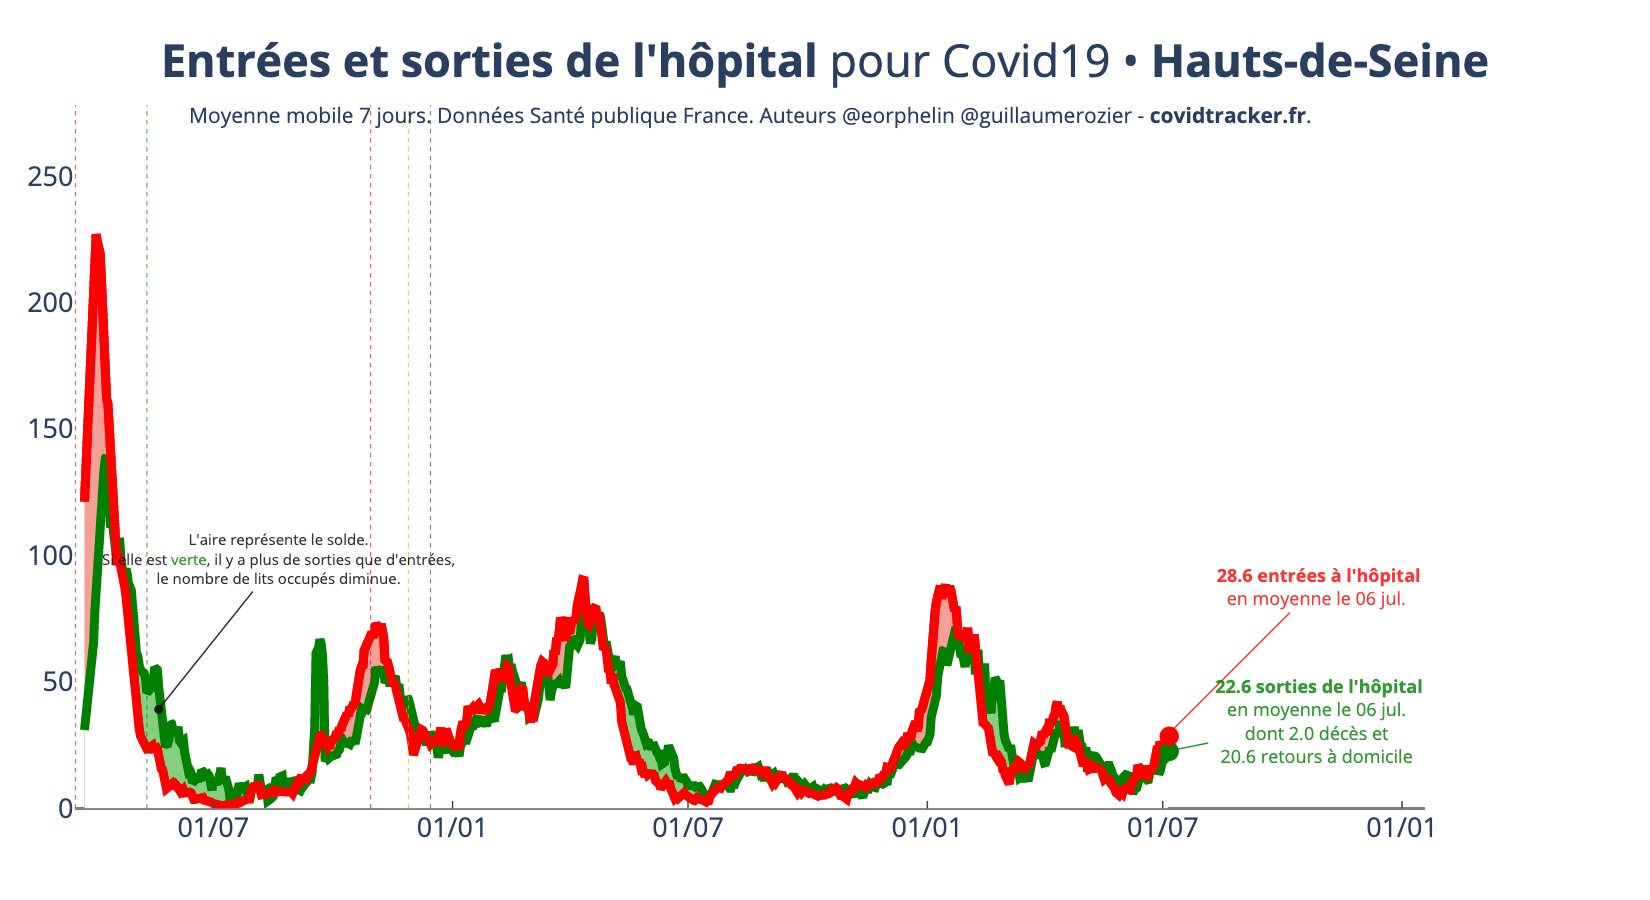 Entrées et sorties de l'hôpital pour Covid19 • Hauts-de-Seine
Moyenne mobile 7 jours. Données Santé publique France. Auteurs @eorphelin @guillaumerozier - covidtracker.fr.
250
200
150
100
50
0
L'aire représente le solde.
Si elle est verte, il y a plus de sorties que d'entrées,
le nombre de lits occupés diminue.
28.6 entrées à l'hôpital
en moyenne le 06 jul.
22.6 sorties de l'hôpital
en moyenne le 06 jul.
dont 2.0 décès et
20.6 retours à domicile
01/07
01/01
01/07
01/01
01/07
01/01